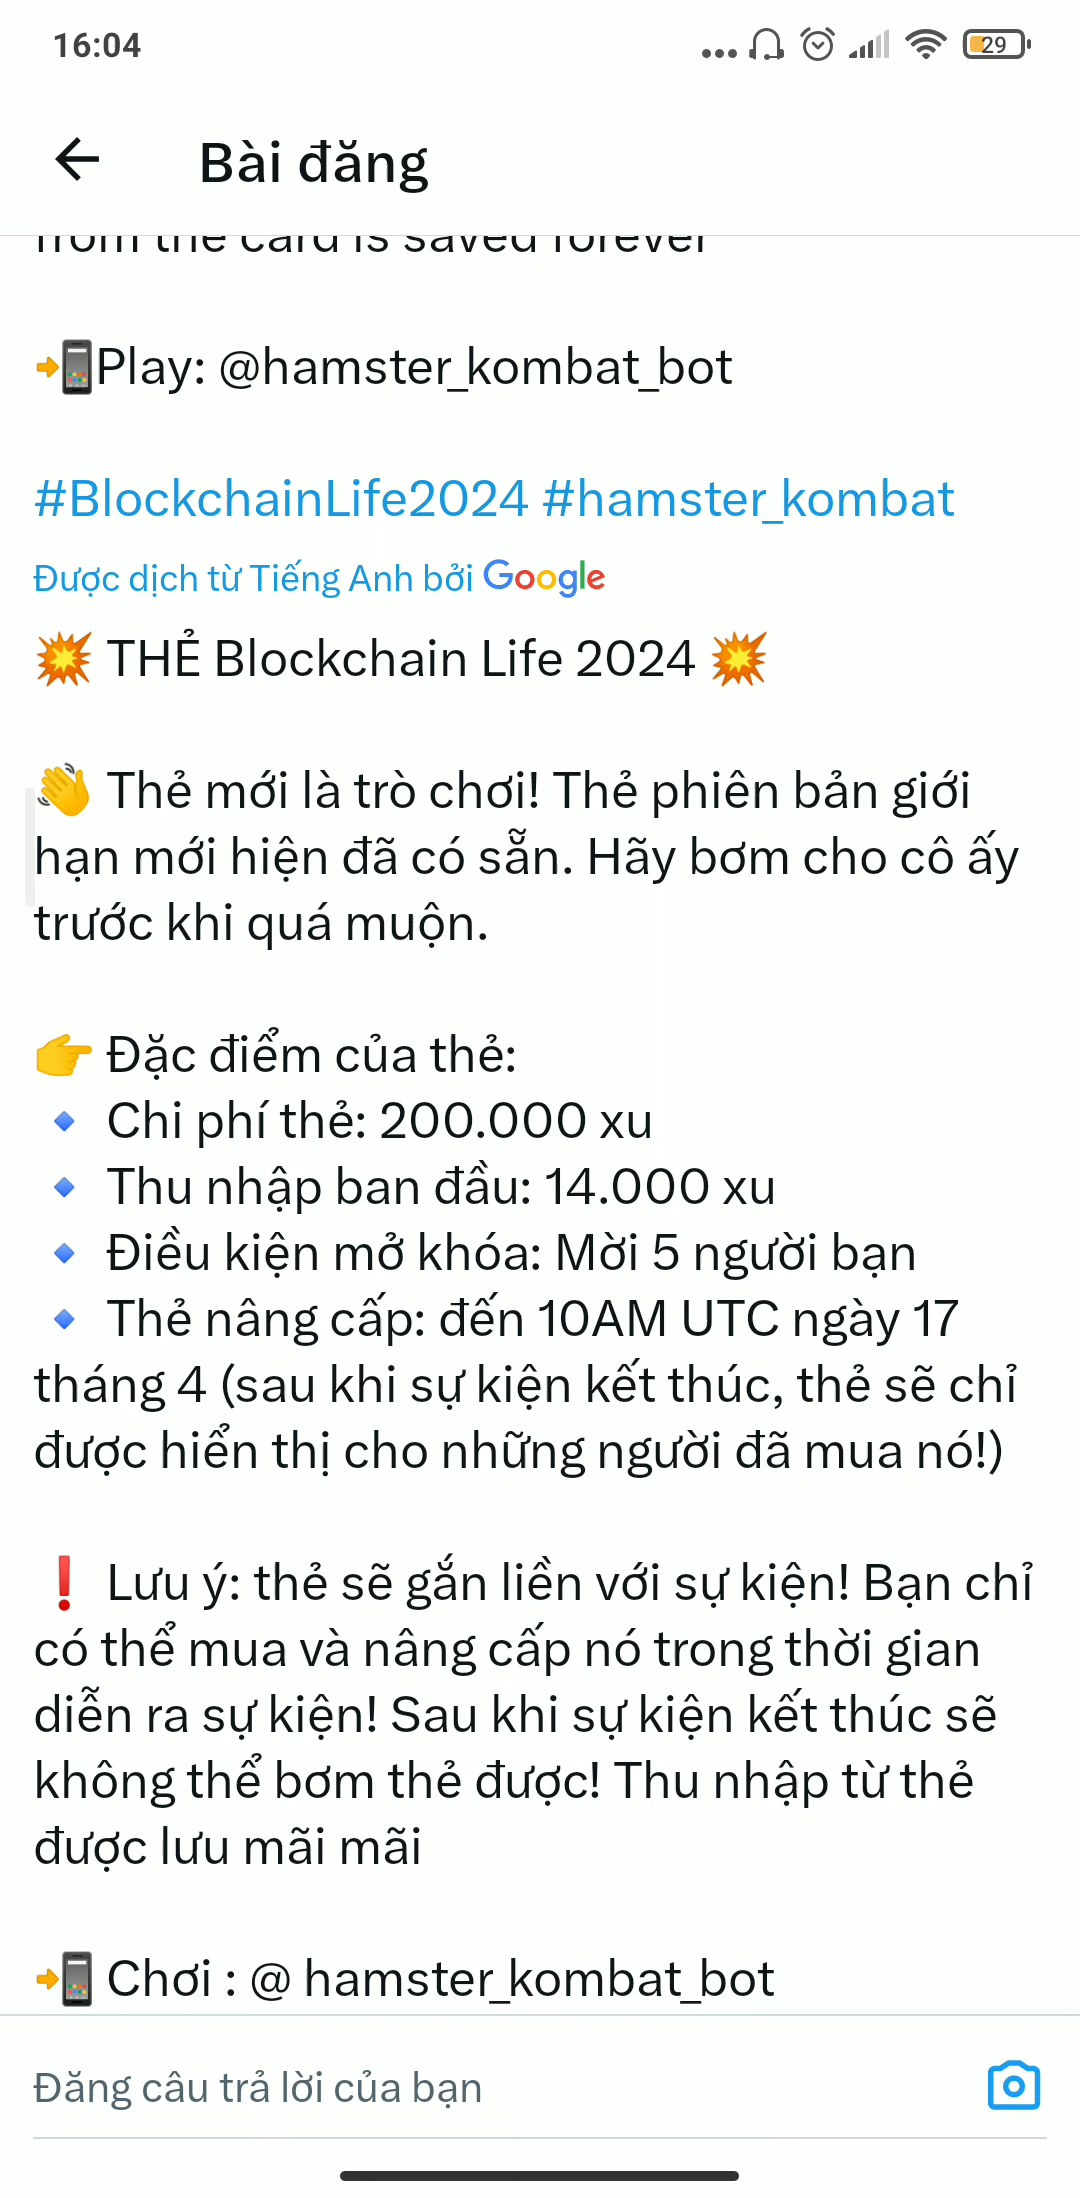 16:04
29
Bài đăng
from the card is saved forever
Play: @hamster_kombat_bot
#BlockchainLife2024 #hamster_kombat
Được dịch từ Tiếng Anh bởi Google
💥 THẺ Blockchain Life 2024 💥
👋 Thẻ mới là trò chơi! Thẻ phiên bản giới
hạn mới hiện đã có sẵn. Hãy bơm cho cô ấy
trước khi quá muộn.
👉 Đặc điểm của thẻ:
🔹 Chi phí thẻ: 200.000 xu
🔹 Thu nhập ban đầu: 14.000 xu
🔹 Điều kiện mở khóa: Mời 5 người bạn
🔹 Thẻ nâng cấp: đến 10AM UTC ngày 17
tháng 4 (sau khi sự kiện kết thúc, thẻ sẽ chỉ
được hiển thị cho những người đã mua nó!)
❗ Lưu ý: thẻ sẽ gắn liền với sự kiện! Bạn chỉ
có thể mua và nâng cấp nó trong thời gian
diễn ra sự kiện! Sau khi sự kiện kết thúc sẽ
không thể bơm thẻ được! Thu nhập từ thẻ
được lưu mãi mãi
📲 Chơi : @ hamster_kombat_bot
Đăng câu trả lời của bạn